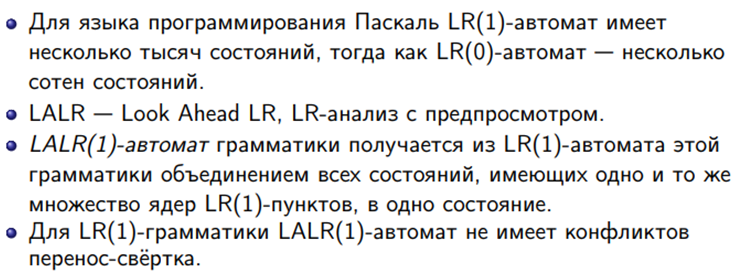 Для языка программирования Паскаль LR(1)-автомат имеет
несколько тысяч состояний, тогда как LR(0)-автомат — несколько
сотен состояний.
LALR — Look Ahead LR, LR-анализ с предпросмотром.
LALR(1)-автомат грамматики получается из LR(1)-автомата этой
грамматики объединением всех состояний, имеющих одно и то же
множество ядер LR(1)-пунктов, в одно состояние.
Для LR(1)-грамматики LALR(1)-автомат не имеет конфликтов
перенос-свёртка.